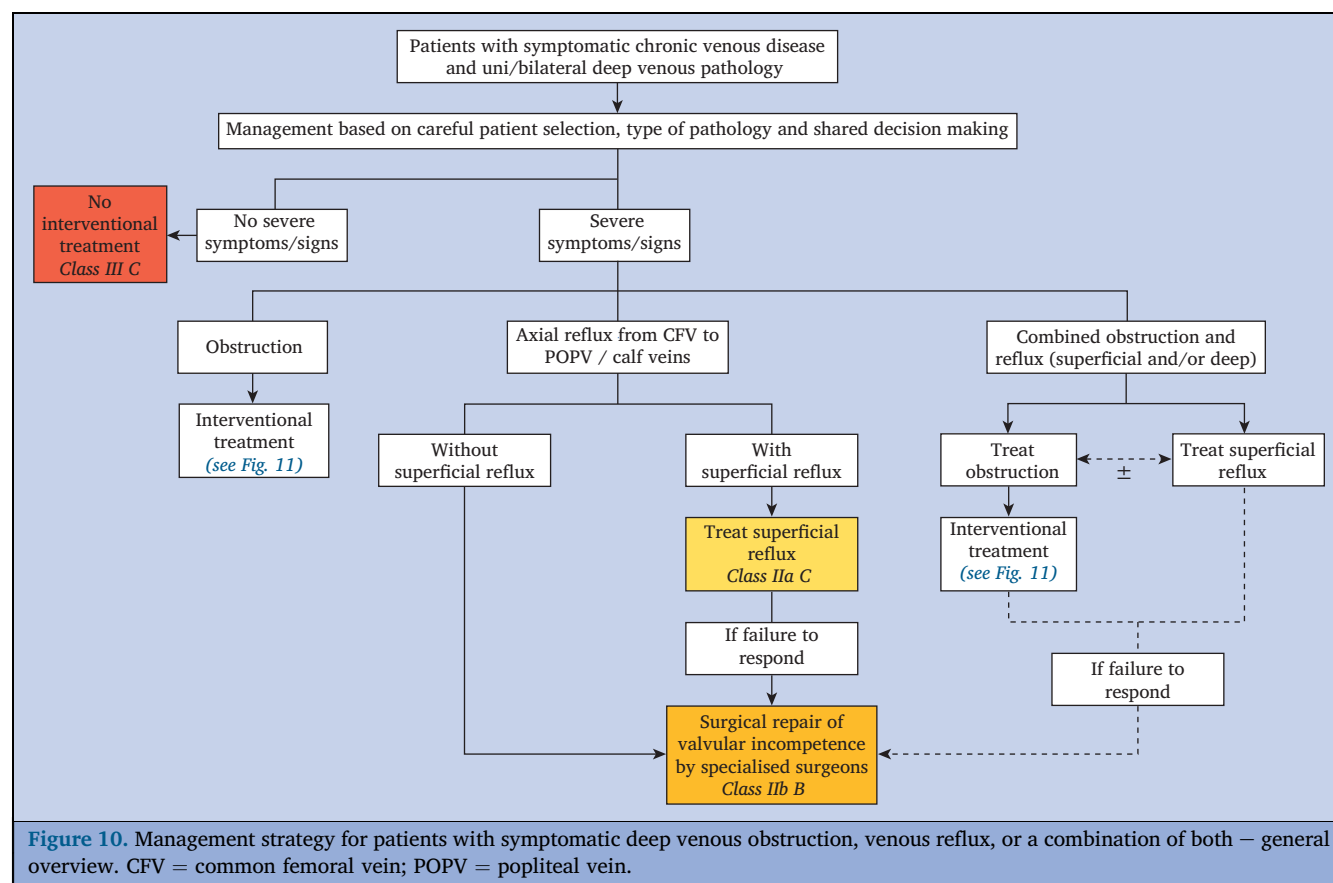 Patients with symptomatic chronic venous disease
and uni/bilateral deep venous pathology
Management based on careful patient selection, type of pathology and shared decision making
No
interventional
treatment
Class III C
No severe
symptoms/signs
Severe
symptoms/signs
Obstruction
Axial reflux from CFV to
POPV / calf veins
Combined obstruction and
reflux (superficial and/or deep)
Interventional
treatment
(see Fig. 11)
Without
superficial reflux
With
superficial reflux
Treat
obstruction
±
Treat superficial
reflux
Treat superficial
reflux
Class IIa C
Interventional
treatment
(see Fig. 11)
If failure to
respond
If failure to
respond
Surgical repair of
valvular incompetence
by specialised surgeons
Class IIb B
Figure 10. Management strategy for patients with symptomatic deep venous obstruction, venous reflux, or a combination of both — general
overview. CFV = common femoral vein; POPV = popliteal vein.